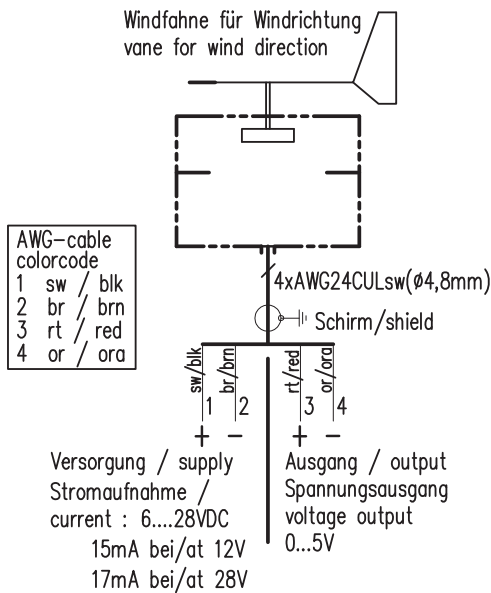 Windfahne für Windrichtung
vane for wind direction
AWG-cable
colorcode
1 sw / blk
2 br / brn
3 rt / red
4 or / ora
4xAWG24CULsw(Ø4,8mm)
Schirm/shield
sw/blk
br/brn
rt/red
or/ora
1 2 3 4
+ - + -
Versorgung / supply
Stromaufnahme /
current : 6....28VDC
15mA bei/at 12V
17mA bei/at 28V
Ausgang / output
Spannungsausgang
voltage output
0...5V